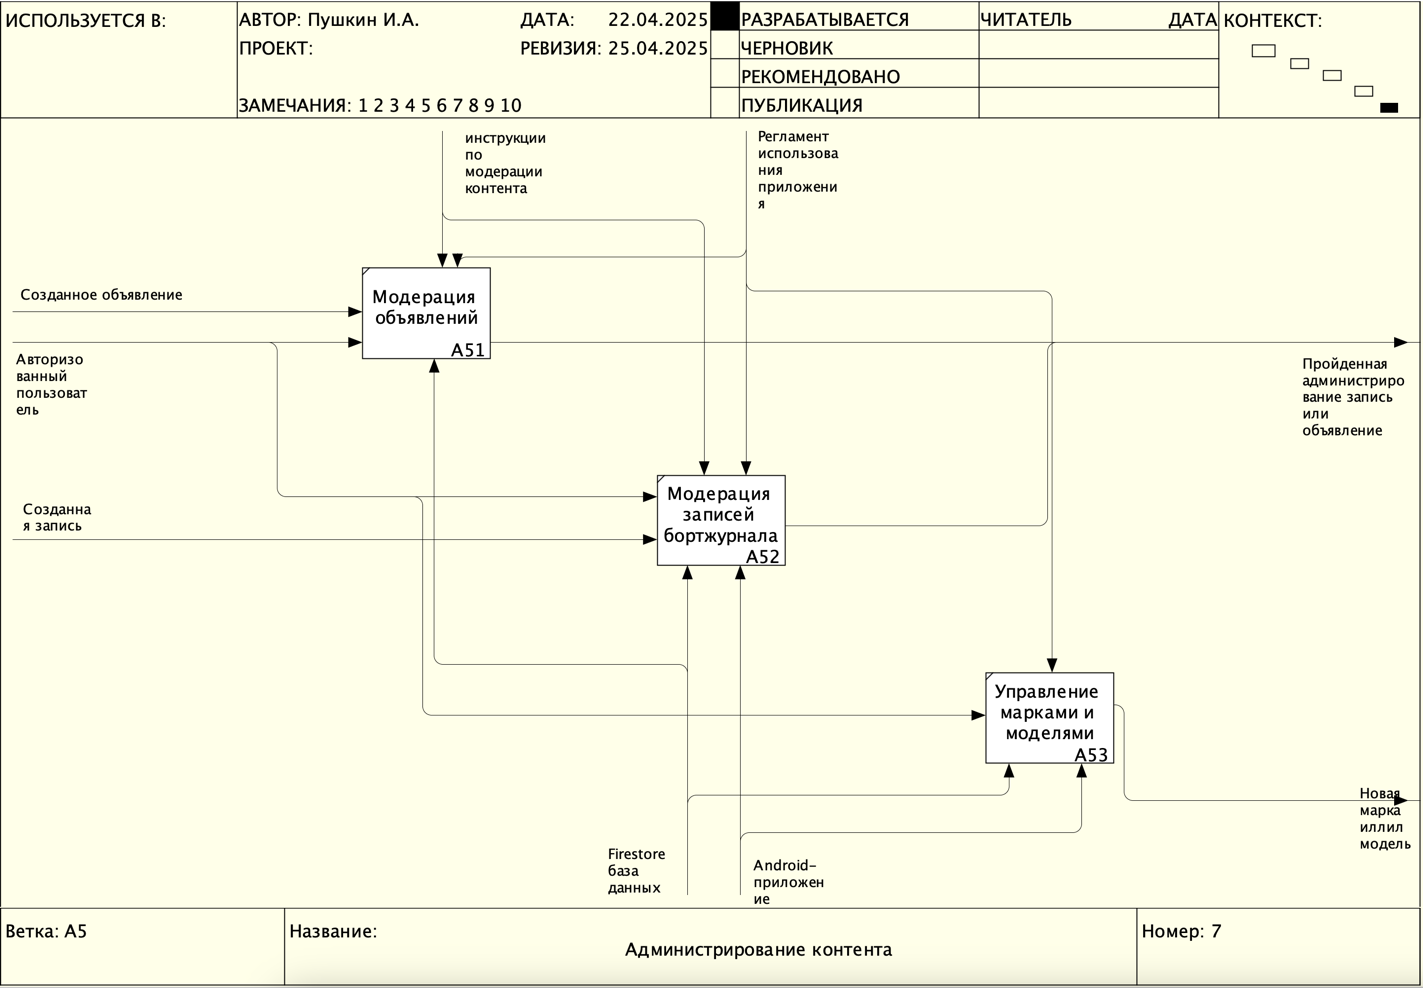 ИСПОЛЬЗУЕТСЯ В:
АВТОР: Пушкин И.А.
ДАТА: 22.04.2025
ПРОЕКТ:
РЕВИЗИЯ: 25.04.2025
ЗАМЕЧАНИЯ: 1 2 3 4 5 6 7 8 9 10
РАЗРАБАТЫВАЕТСЯ
ЧЕРНОВИК
РЕКОМЕНДОВАНО
ПУБЛИКАЦИЯ
ЧИТАТЕЛЬ
ДАТА
КОНТЕКСТ:
инструкции
по
модерации
контента
Регламент
использова
ния
приложени
я
Созданное объявление
Модерация
объявлений
A51
Авторизо
ванный
пользоват
ель
Пройденная
администриро
вание запись
или
объявление
Созданна
я запись
Модерация
записей
бортжурнала
A52
Управление
марками и
моделями
A53
Новая
марка
иллил
модель
Firestore
база
данных
Android-
приложен
ие
Ветка: A5
Название:
Администрирование контента
Номер: 7